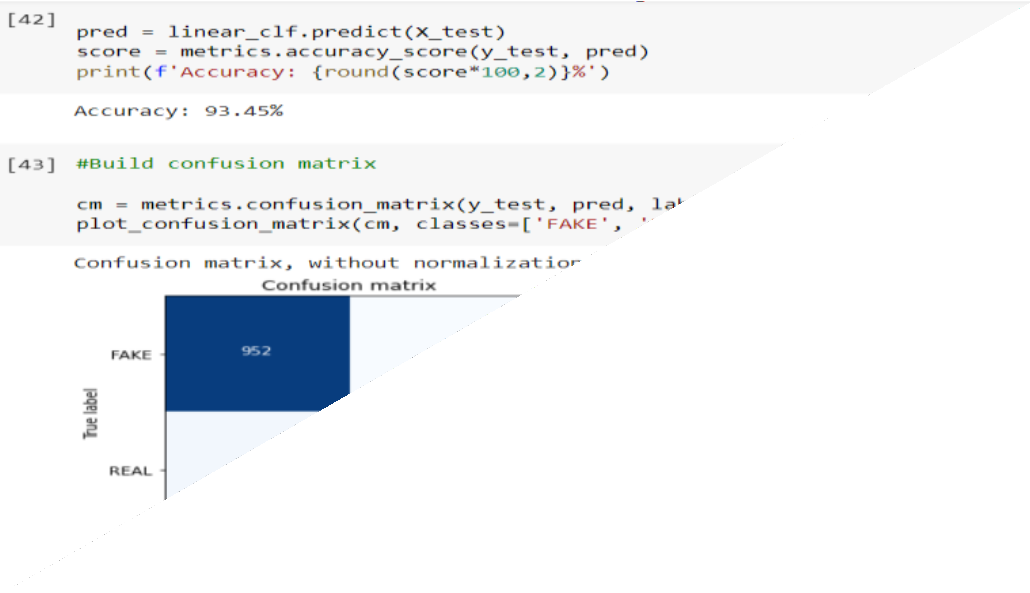 [42]
pred = linear_clf.predict(X_test)
score = metrics.accuracy_score(y_test, pred)
print(f'Accuracy: {round(score*100,2)}%')
Accuracy: 93.45%
[43] #Build confusion matrix
cm = metrics.confusion_matrix(y_test, pred,
plot_confusion_matrix(cm, classes=['FAKE', '
Confusion matrix, without normalization
Confusion matrix
FAKE
952
True label
REAL